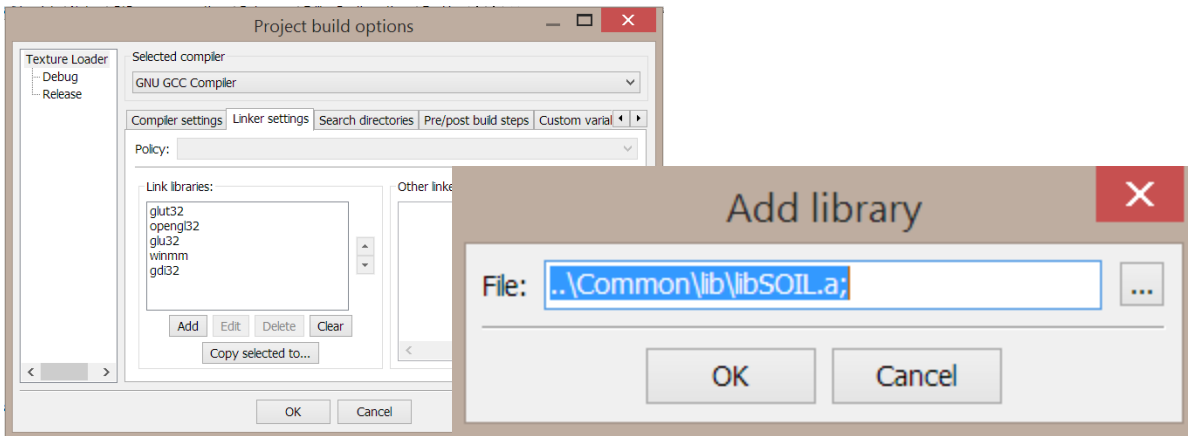 Project build options
Texture Loader
Debug
Release
Selected compiler
GNU GCC Compiler
Compiler settings
Linker settings
Search directories
Pre/post build steps
Custom varial
Policy:
Link libraries:
glut32
opengl32
glu32
winmm
gdi32
Add
Edit
Delete
Clear
Copy selected to...
Other linke
OK
Cancel
Add library
File:
..\Common\lib\libSOIL.a;
...
OK
Cancel